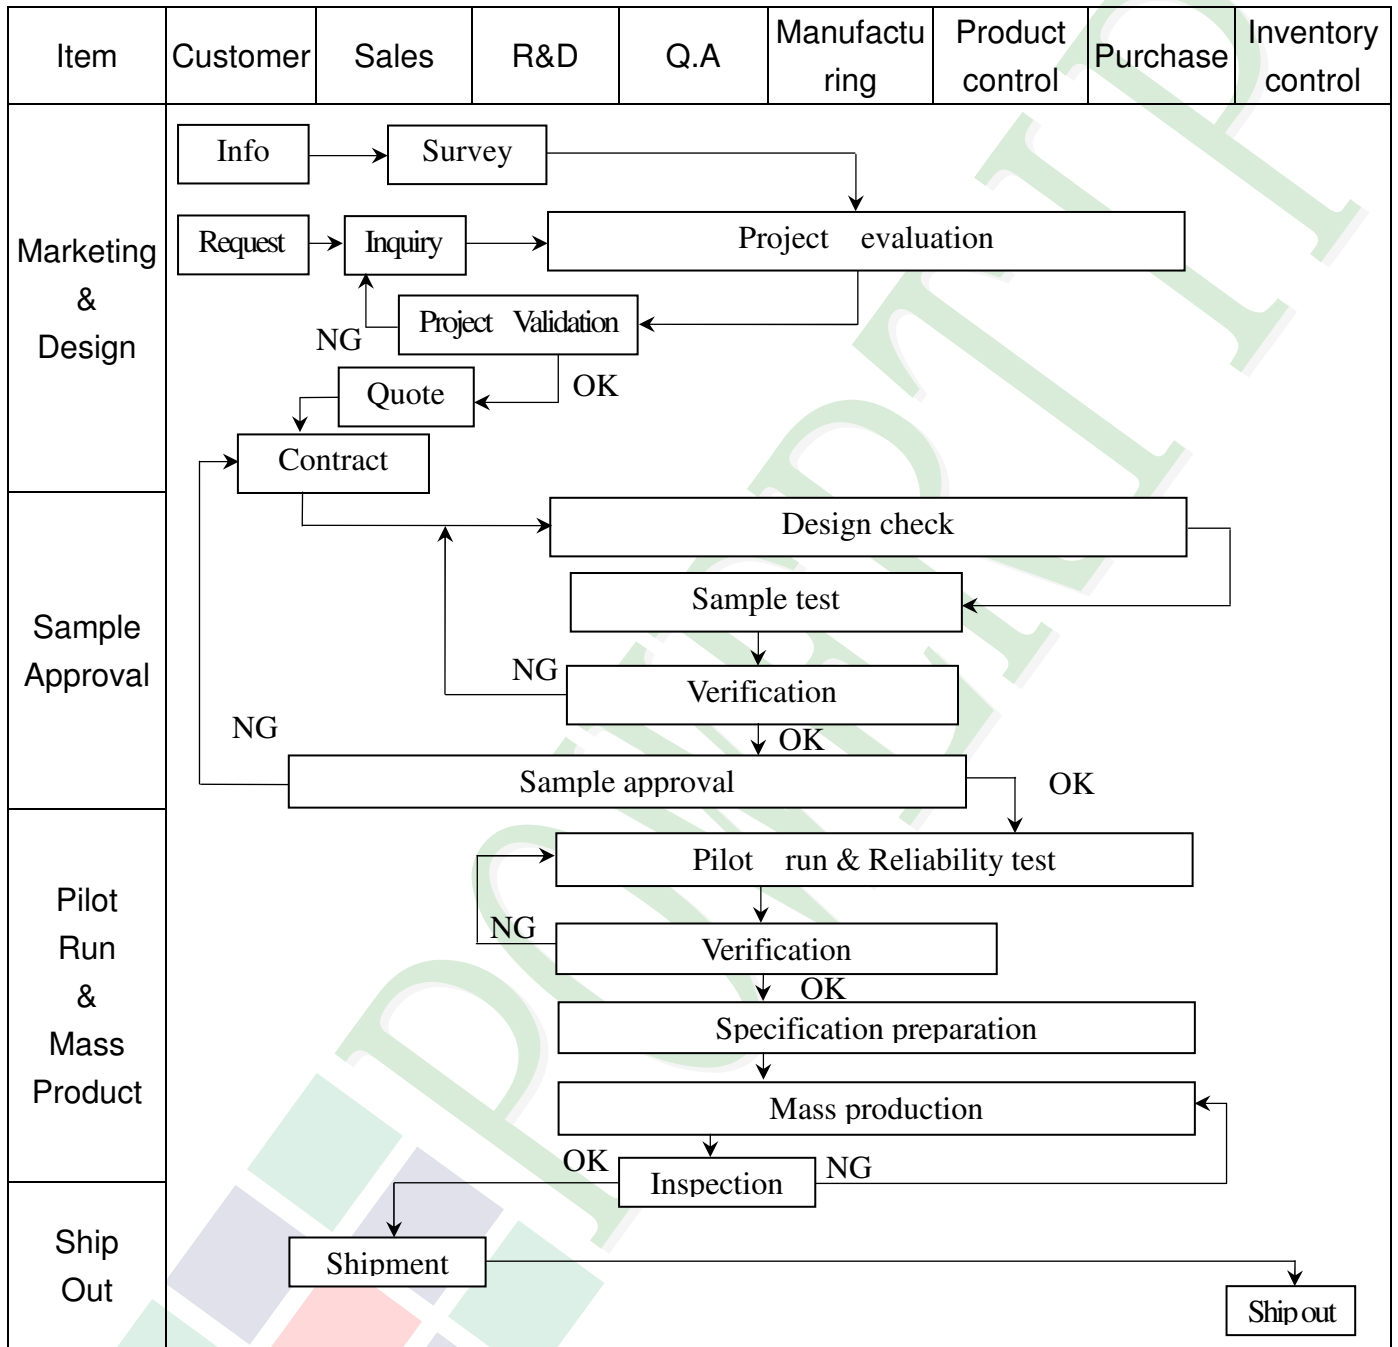 Item
Customer
Sales
R&D
Q.A
Manufactu
ring
Product
control
Purchase
Inventory
control
Marketing
&
Design
Info
Survey
Request
Inquiry
Project evaluation
NG
Project Validation
Quote
OK
Contract
Sample
Approval
Design check
Sample test
NG
Verification
NG
OK
Sample approval
OK
Pilot
Run
&
Mass
Product
Pilot run & Reliability test
NG
Verification
OK
Specification preparation
Mass production
OK
Inspection
NG
Ship
Out
Shipment
Ship out
POWERTIP